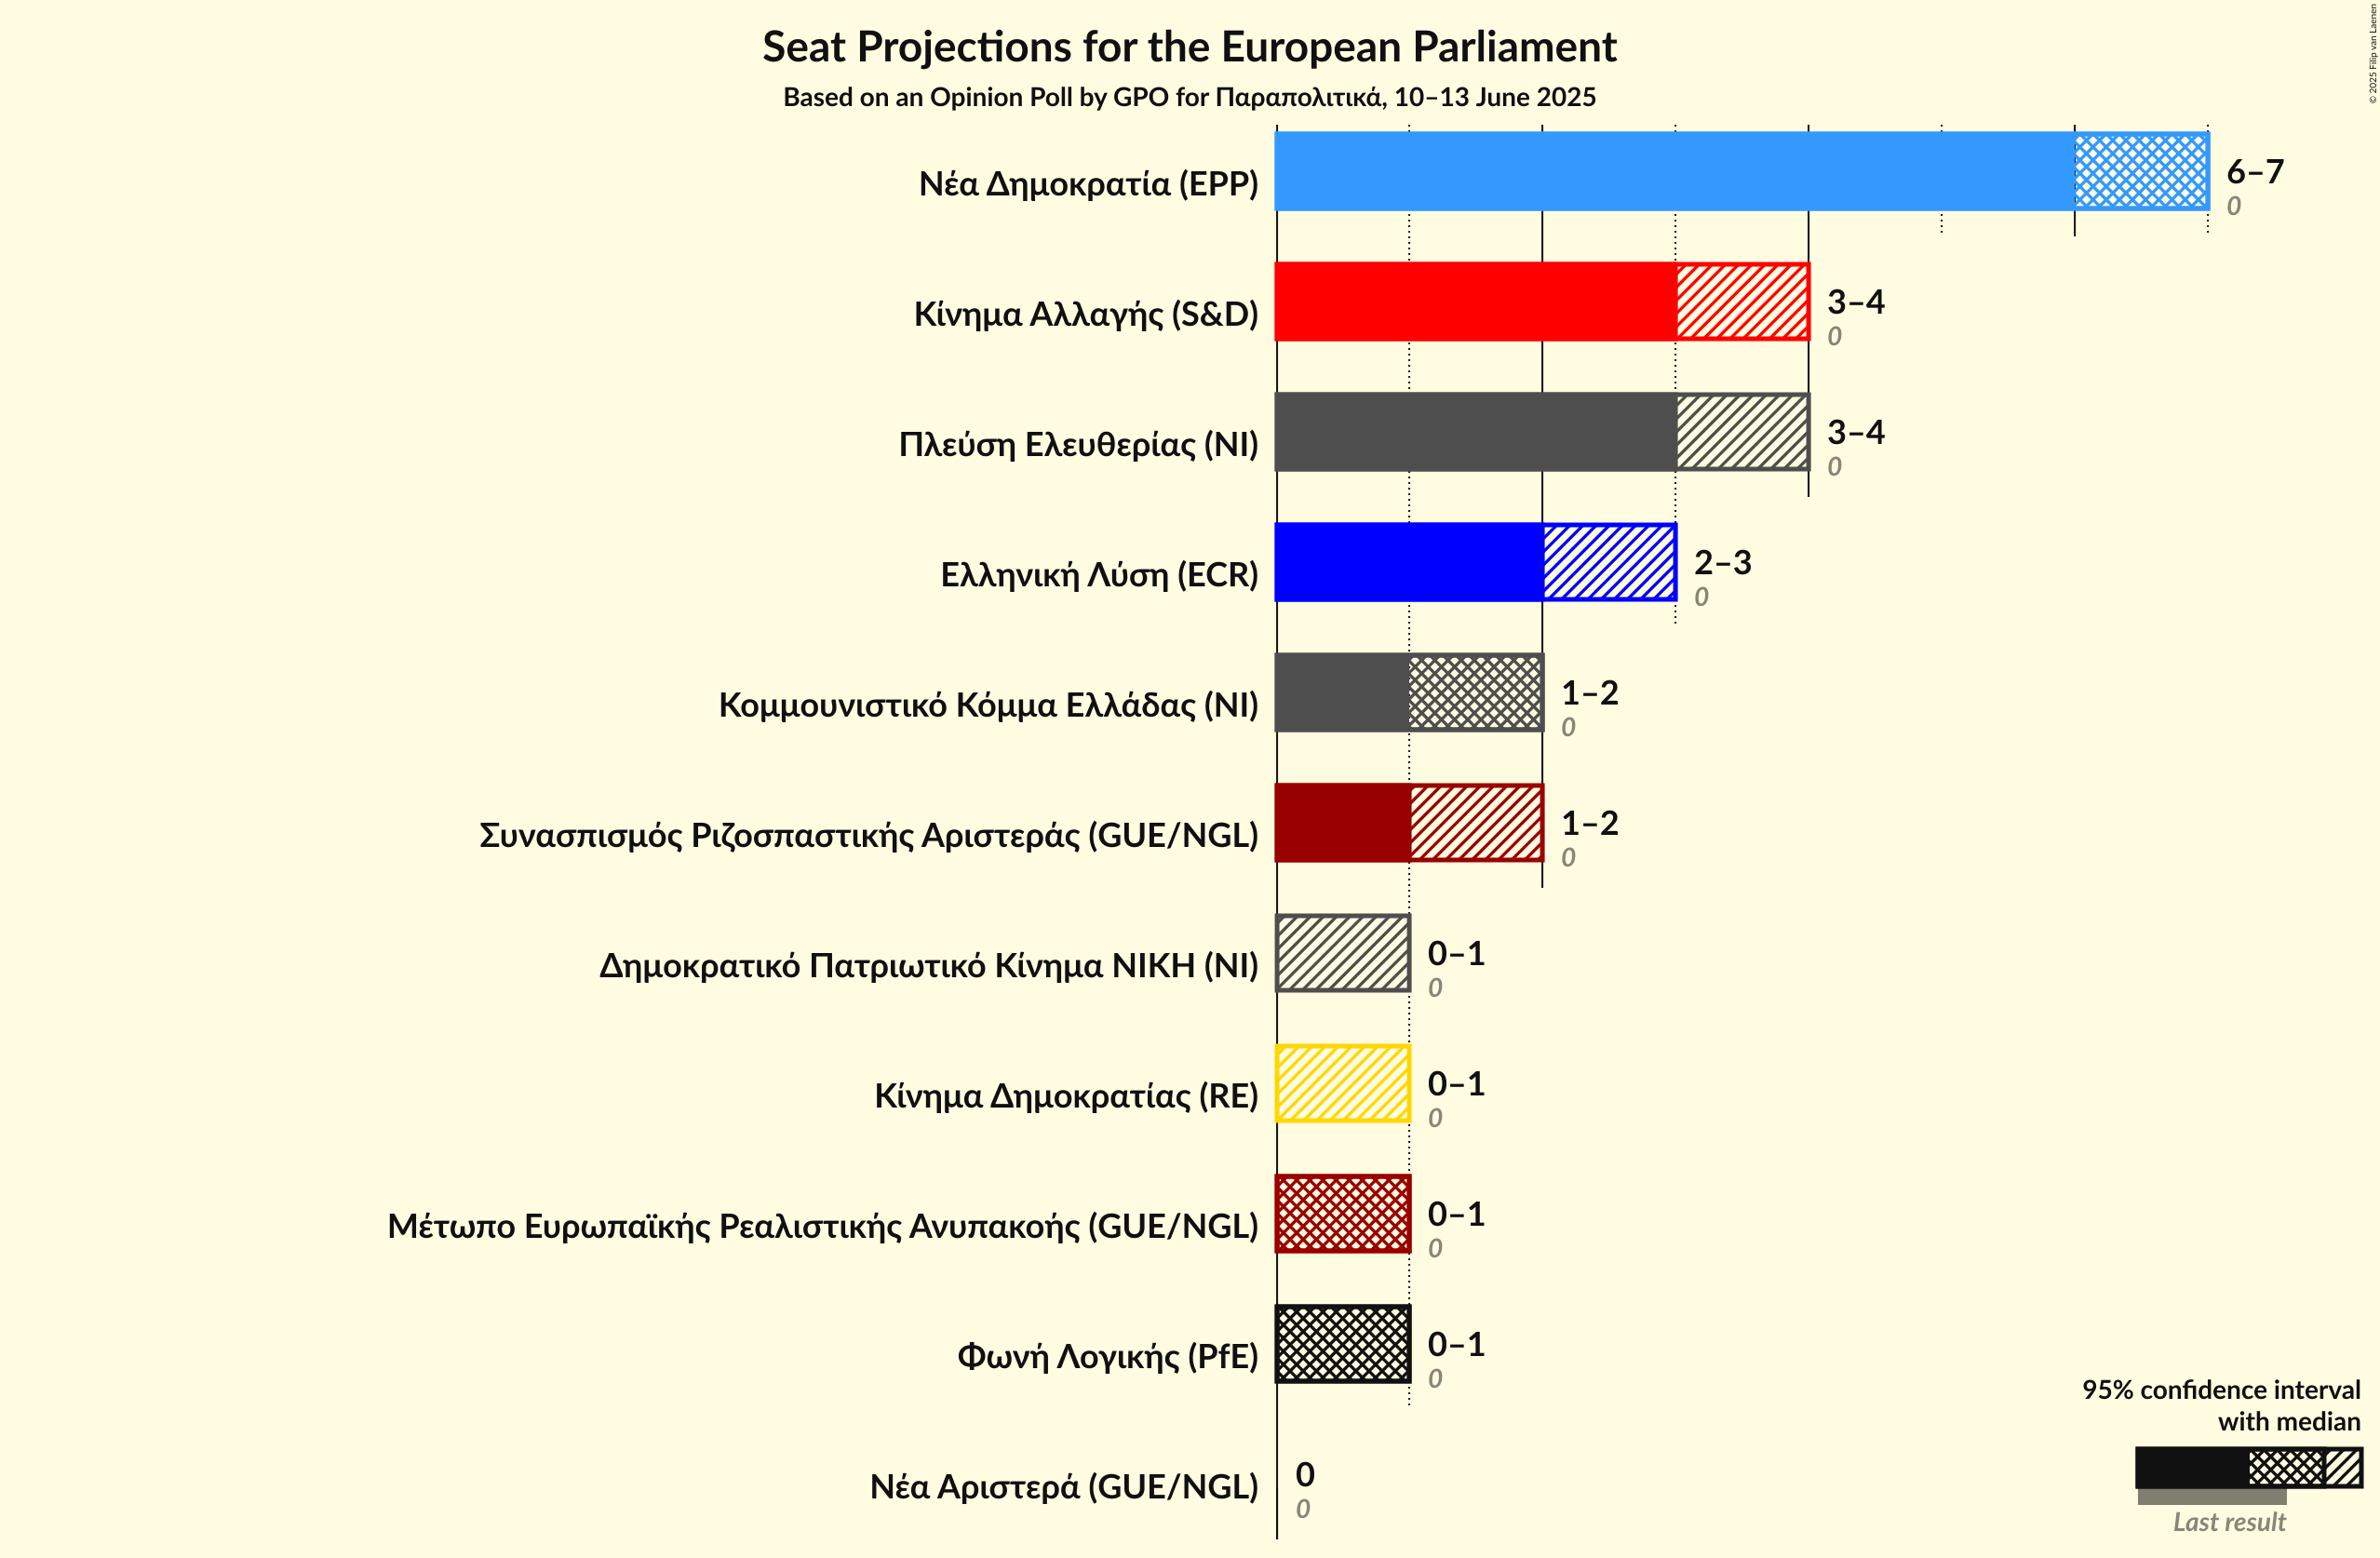 Seat Projections for the European Parliament
Based on an Opinion Poll by GPO for Παραπολιτικά, 10–13 June 2025
© 2025 Filip van Laenen
Νέα Δημοκρατία (EPP)
6–7
0
Κίνημα Αλλαγής (S&D)
3–4
0
Πλεύση Ελευθερίας (NI)
3–4
0
Ελληνική Λύση (ECR)
2–3
0
Κομμουνιστικό Κόμμα Ελλάδας (NI)
1–2
0
Συνασπισμός Ριζοσπαστικής Αριστεράς (GUE/NGL)
1–2
0
Δημοκρατικό Πατριωτικό Κίνημα ΝΙΚΗ (NI)
0–1
0
Κίνημα Δημοκρατίας (RE)
0–1
0
Μέτωπο Ευρωπαϊκής Ρεαλιστικής Ανυπακοής (GUE/NGL)
0–1
0
Φωνή Λογικής (PfE)
0–1
0
Νέα Αριστερά (GUE/NGL)
0
0
95% confidence interval
with median
Last result